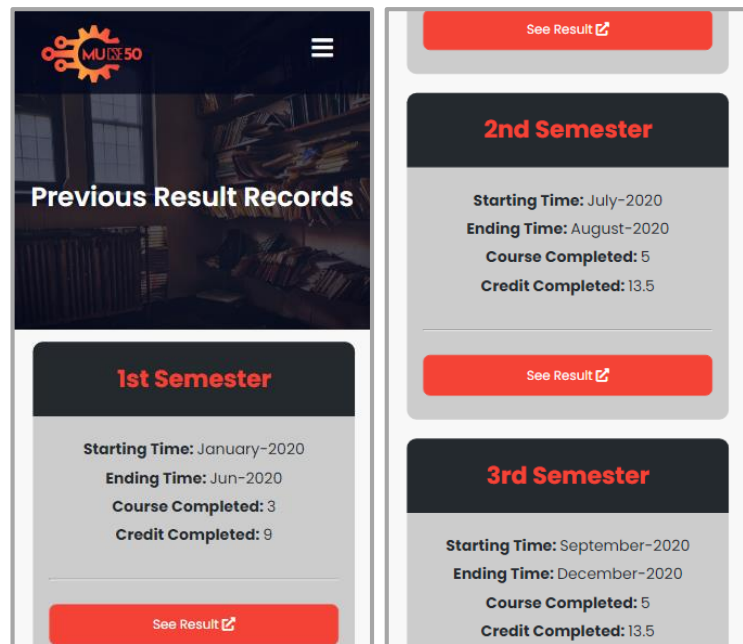 MU CSE 50
Previous Result Records
1st Semester
Starting Time: January-2020
Ending Time: Jun-2020
Course Completed: 3
Credit Completed: 9
See Result
See Result
2nd Semester
Starting Time: July-2020
Ending Time: August-2020
Course Completed: 5
Credit Completed: 13.5
See Result
3rd Semester
Starting Time: September-2020
Ending Time: December-2020
Course Completed: 5
Credit Completed: 13.5